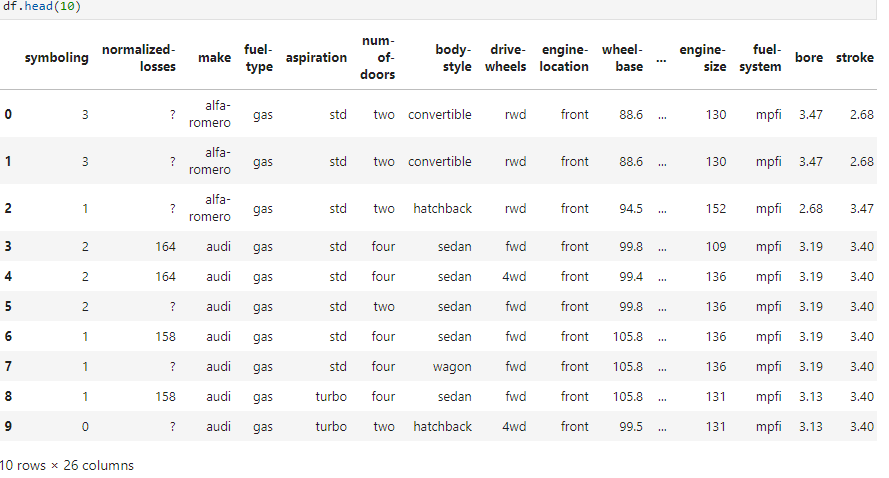 df.head(10)
symboling normalized-losses make fuel-type aspiration num-of-doors body-style drive-wheels engine-location wheel-base ... engine-size fuel-system bore stroke
0 3 ? alfa-romero gas std two convertible rwd front 88.6 ... 130 mpfi 3.47 2.68
1 3 ? alfa-romero gas std two convertible rwd front 88.6 ... 130 mpfi 3.47 2.68
2 1 ? alfa-romero gas std two hatchback rwd front 94.5 ... 152 mpfi 2.68 3.47
3 2 164 audi gas std four sedan fwd front 99.8 ... 109 mpfi 3.19 3.40
4 2 164 audi gas std four sedan 4wd front 99.4 ... 136 mpfi 3.19 3.40
5 2 ? audi gas std two sedan fwd front 99.8 ... 136 mpfi 3.19 3.40
6 1 158 audi gas std four sedan fwd front 105.8 ... 136 mpfi 3.19 3.40
7 1 ? audi gas std four wagon fwd front 105.8 ... 136 mpfi 3.19 3.40
8 1 158 audi gas turbo four sedan fwd front 105.8 ... 131 mpfi 3.13 3.40
9 0 ? audi gas turbo two hatchback 4wd front 99.5 ... 131 mpfi 3.13 3.40
10 rows × 26 columns